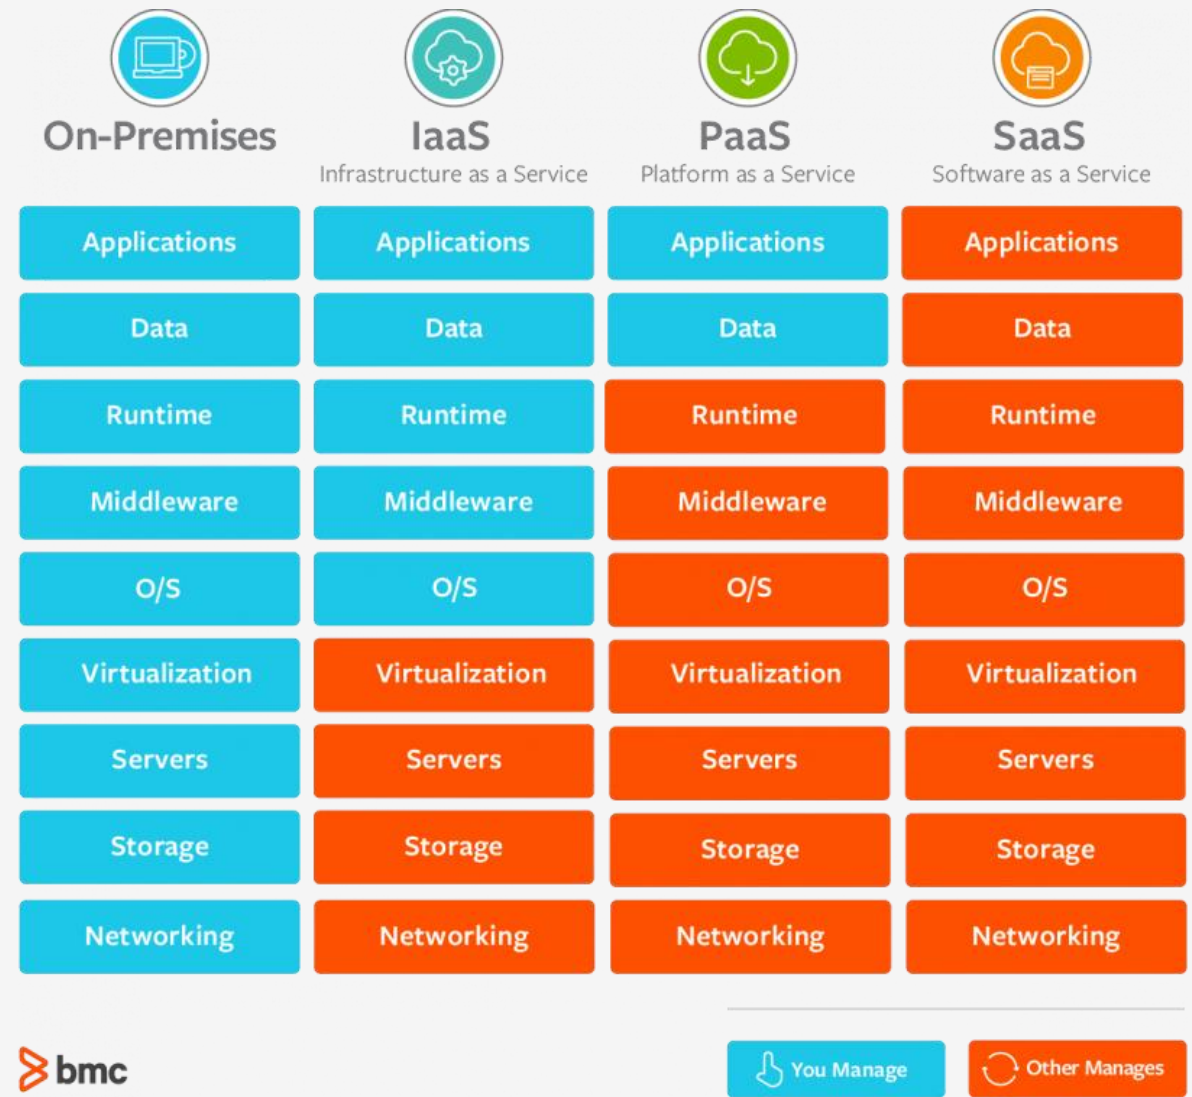 On-Premises
IaaS
PaaS
SaaS
Infrastructure as a Service
Platform as a Service
Software as a Service
Applications
Applications
Applications
Applications
Data
Data
Data
Data
Runtime
Runtime
Runtime
Runtime
Middleware
Middleware
Middleware
Middleware
O/S
O/S
O/S
O/S
Virtualization
Virtualization
Virtualization
Virtualization
Servers
Servers
Servers
Servers
Storage
Storage
Storage
Storage
Networking
Networking
Networking
Networking
bmc
You Manage
Other Manages